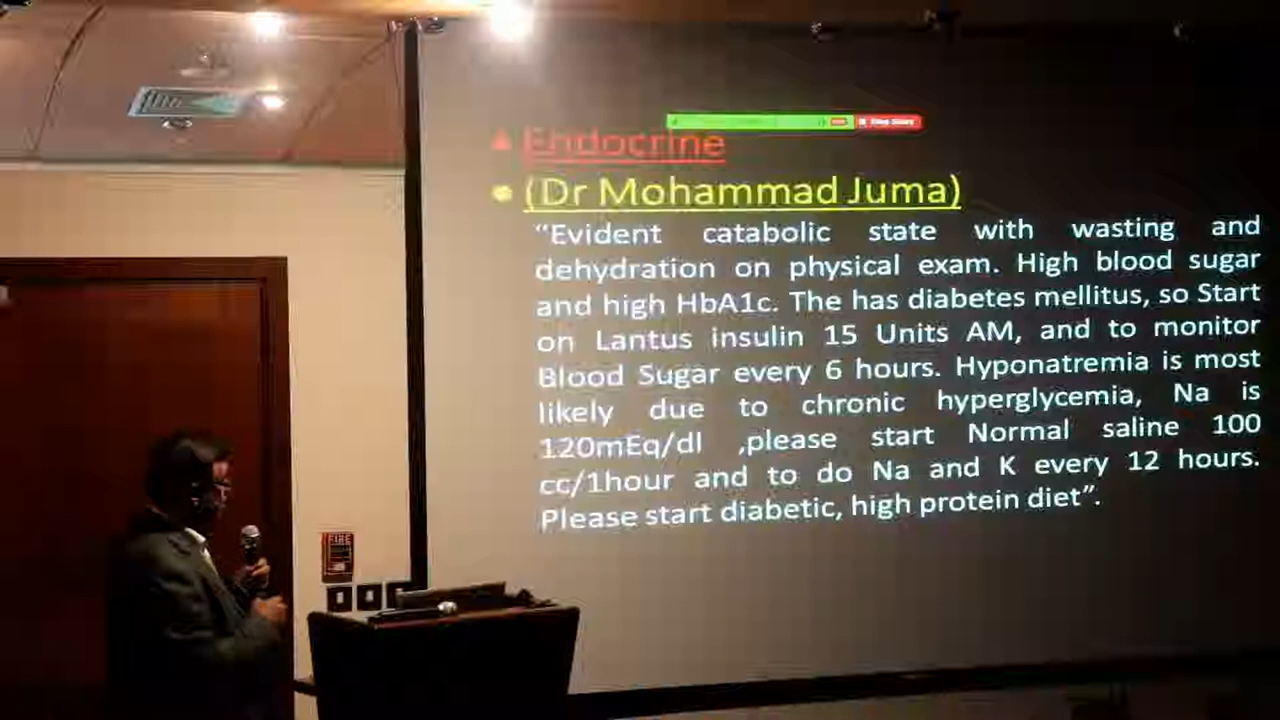 Stop Share
Endocrine
(Dr Mohammad Juma)
“Evident catabolic state with wasting and
dehydration on physical exam. High blood sugar
and high HbA1c. The has diabetes mellitus, so Start
on Lantus insulin 15 Units AM, and to monitor
Blood Sugar every 6 hours. Hyponatremia is most
likely due to chronic hyperglycemia, Na is
120mEq/dl ,please start Normal saline 100
cc/1hour and to do Na and K every 12 hours.
Please start diabetic, high protein diet”.
FIRE